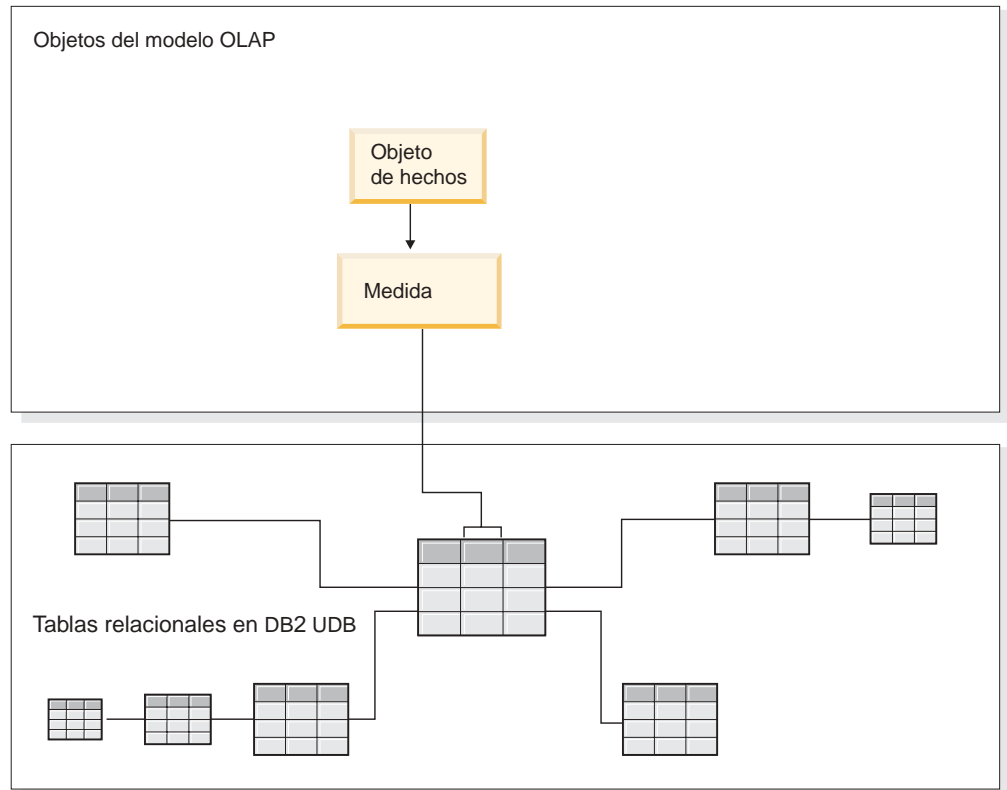 Objetos del modelo OLAP
Objeto
de hechos
Medida
Tablas relacionales en DB2 UDB